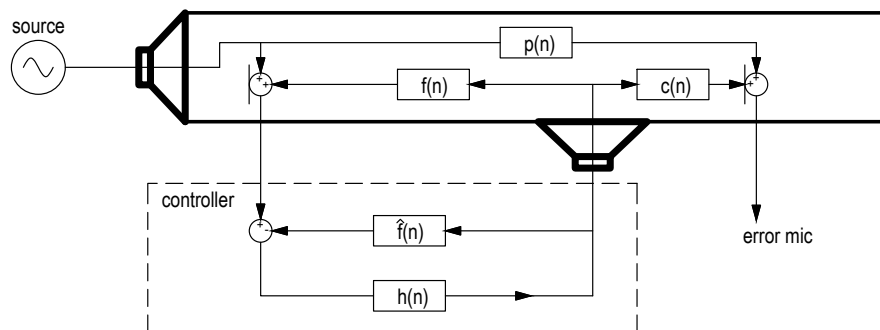 source
p(n)
f(n)
c(n)
controller
f̂(n)
error mic
h(n)